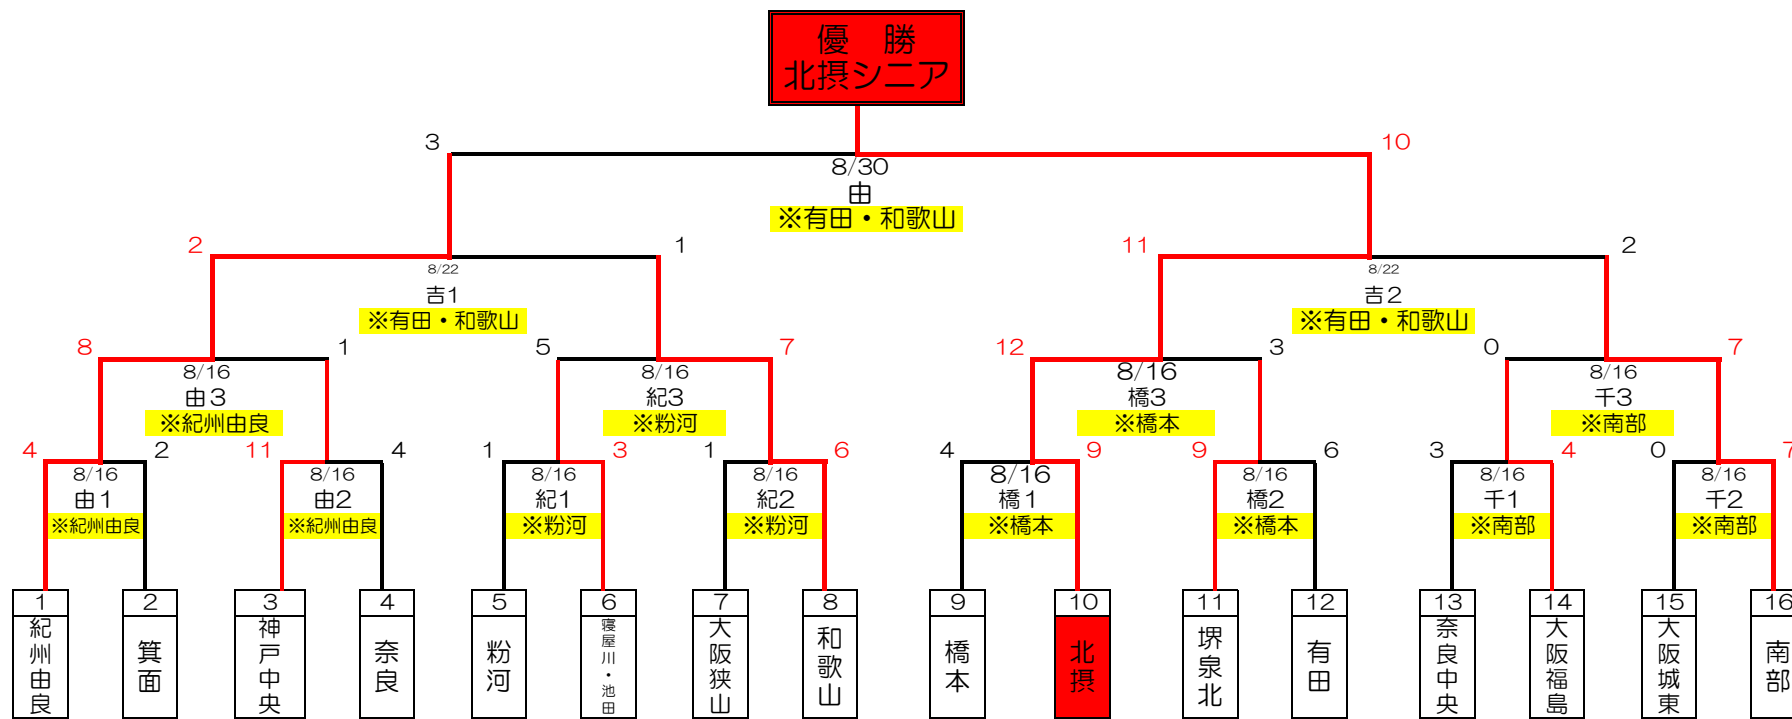 優 勝
北摂シニア
3
10
8/30
由
※有田・和歌山
2
1
11
2
8/22
8/22
吉1
吉2
※有田・和歌山
※有田・和歌山
8
1
5
7
12
3
0
7
8/16
8/16
8/16
8/16
由3
紀3
橋3
千3
※紀州由良
※粉河
※橋本
※南部
4
2
11
4
1
3
1
6
4
9
9
6
3
4
0
7
8/16
8/16
8/16
8/16
8/16
8/16
8/16
8/16
由1
由2
紀1
紀2
橋1
橋2
千1
千2
※紀州由良
※紀州由良
※粉河
※粉河
※橋本
※橋本
※南部
※南部
1
2
3
4
5
6
7
8
9
10
11
12
13
14
15
16
紀州由良
箕面
神戸中央
奈良
粉河
寝屋川・池田
大阪狭山
和歌山
橋本
北摂
堺泉北
有田
奈良中央
大阪福島
大阪城東
南部